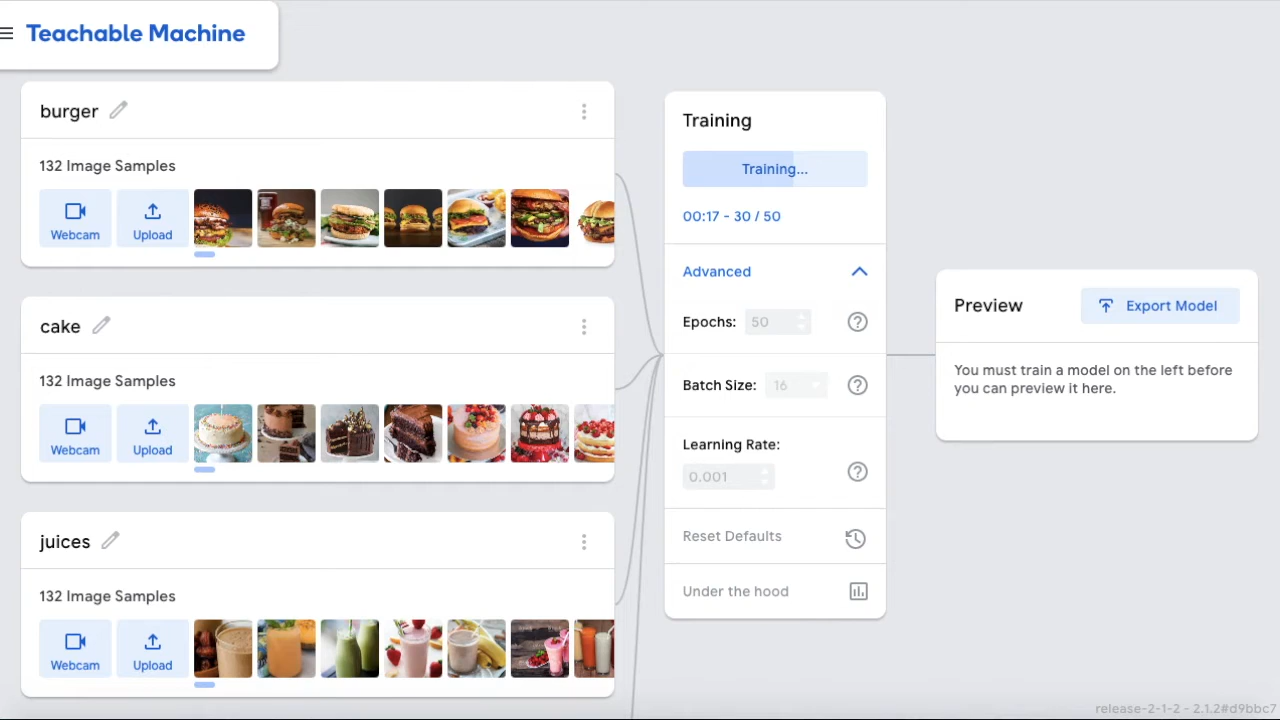 Teachable Machine
burger
132 Image Samples
Webcam
Upload
cake
132 Image Samples
Webcam
Upload
juices
132 Image Samples
Webcam
Upload
Training
Training...
00:17 - 30 / 50
Advanced
Epochs: 50
Batch Size: 16
Learning Rate:
0.001
Reset Defaults
Under the hood
Preview
Export Model
You must train a model on the left before
you can preview it here.
release-2-1-2 - 2.1.2#d9bbc7